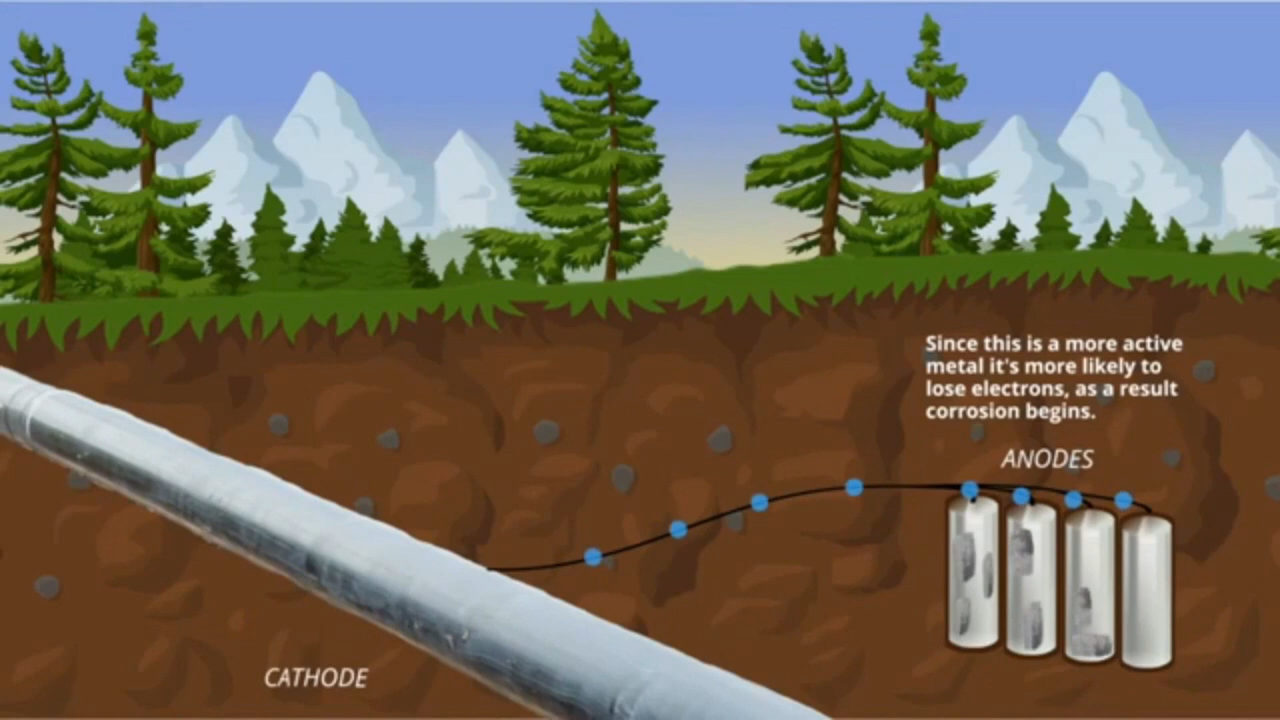 Since this is a more active
metal it's more likely to
lose electrons, as a result
corrosion begins.
ANODES
CATHODE